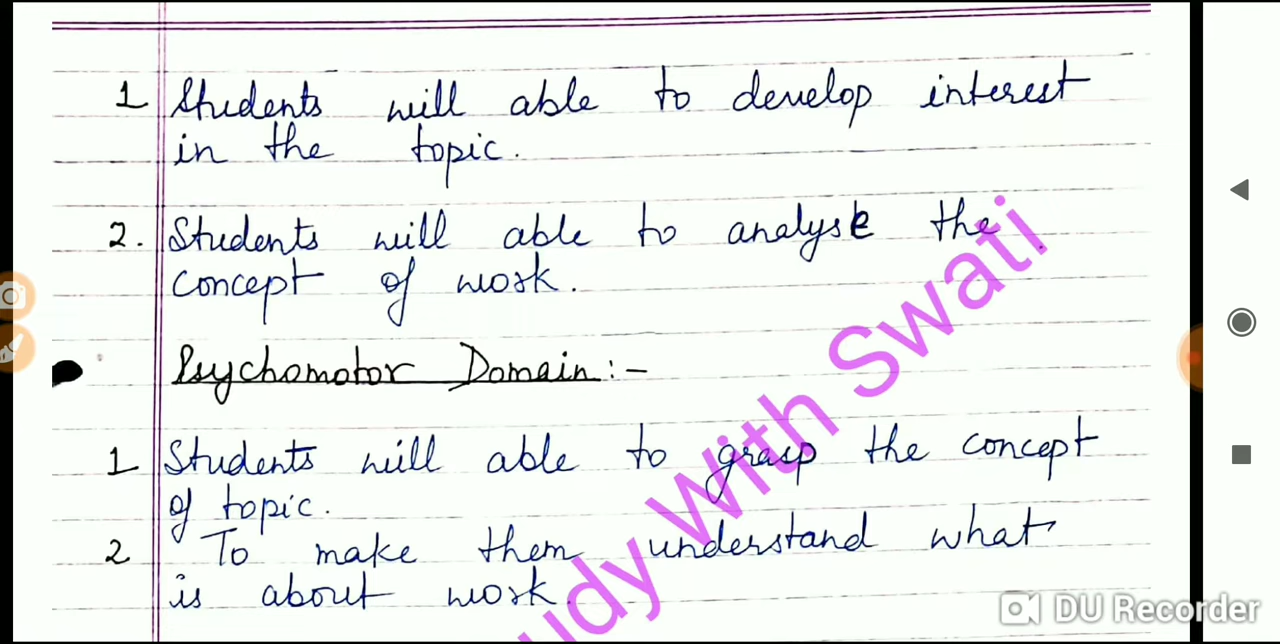 1 Students will able to develop interest
in the topic.
2. Students will able to analyse the
concept of work.
Psychomotor Domain:-
1 Students will able to grasp the concept
of topic.
2 To make them understand what
is about work.
udy With Swati
DU Recorder